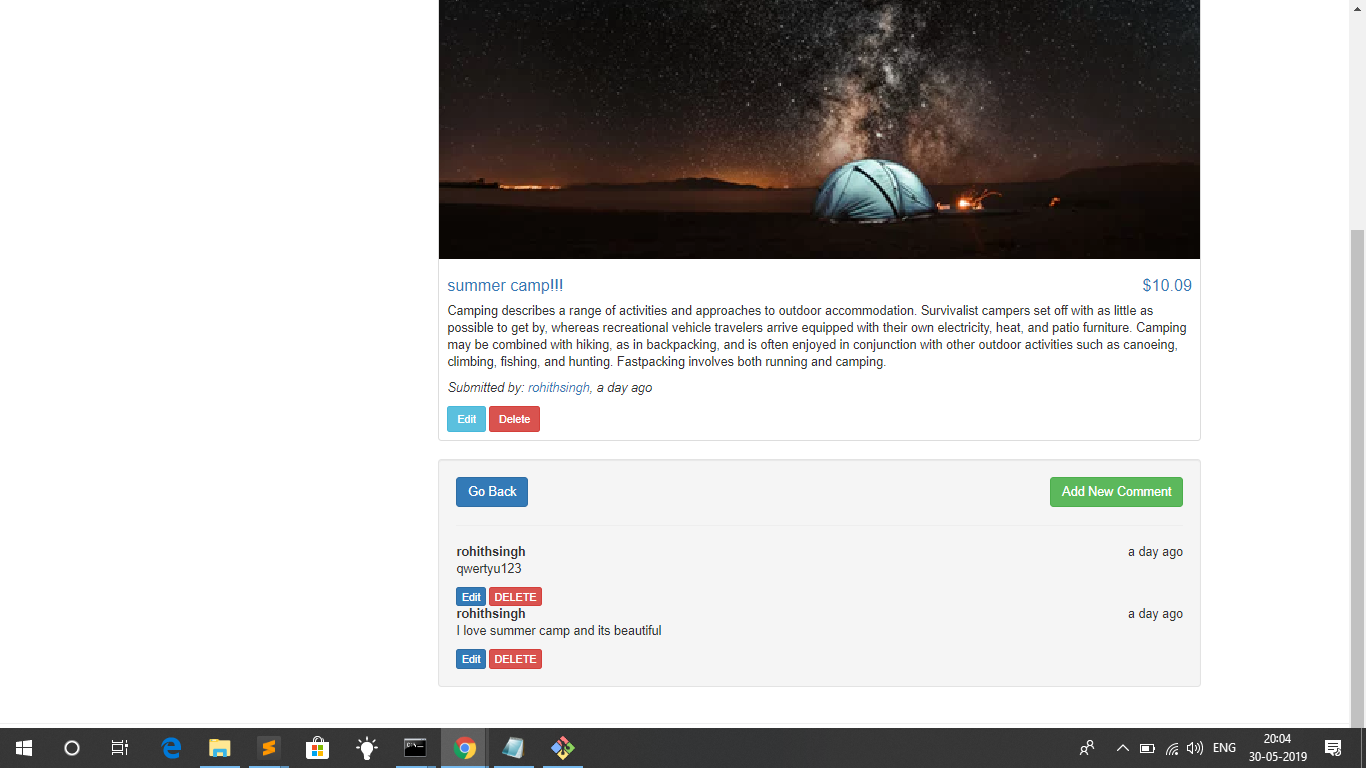 summer camp!!! $10.09
Camping describes a range of activities and approaches to outdoor accommodation. Survivalist campers set off with as little as
possible to get by, whereas recreational vehicle travelers arrive equipped with their own electricity, heat, and patio furniture. Camping
may be combined with hiking, as in backpacking, and is often enjoyed in conjunction with other outdoor activities such as canoeing,
climbing, fishing, and hunting. Fastpacking involves both running and camping.
Submitted by: rohithsingh, a day ago
Edit Delete
Go Back Add New Comment
rohithsingh a day ago
qwertyu123
Edit DELETE
rohithsingh a day ago
I love summer camp and its beautiful
Edit DELETE
ENG
20:04
30-05-2019